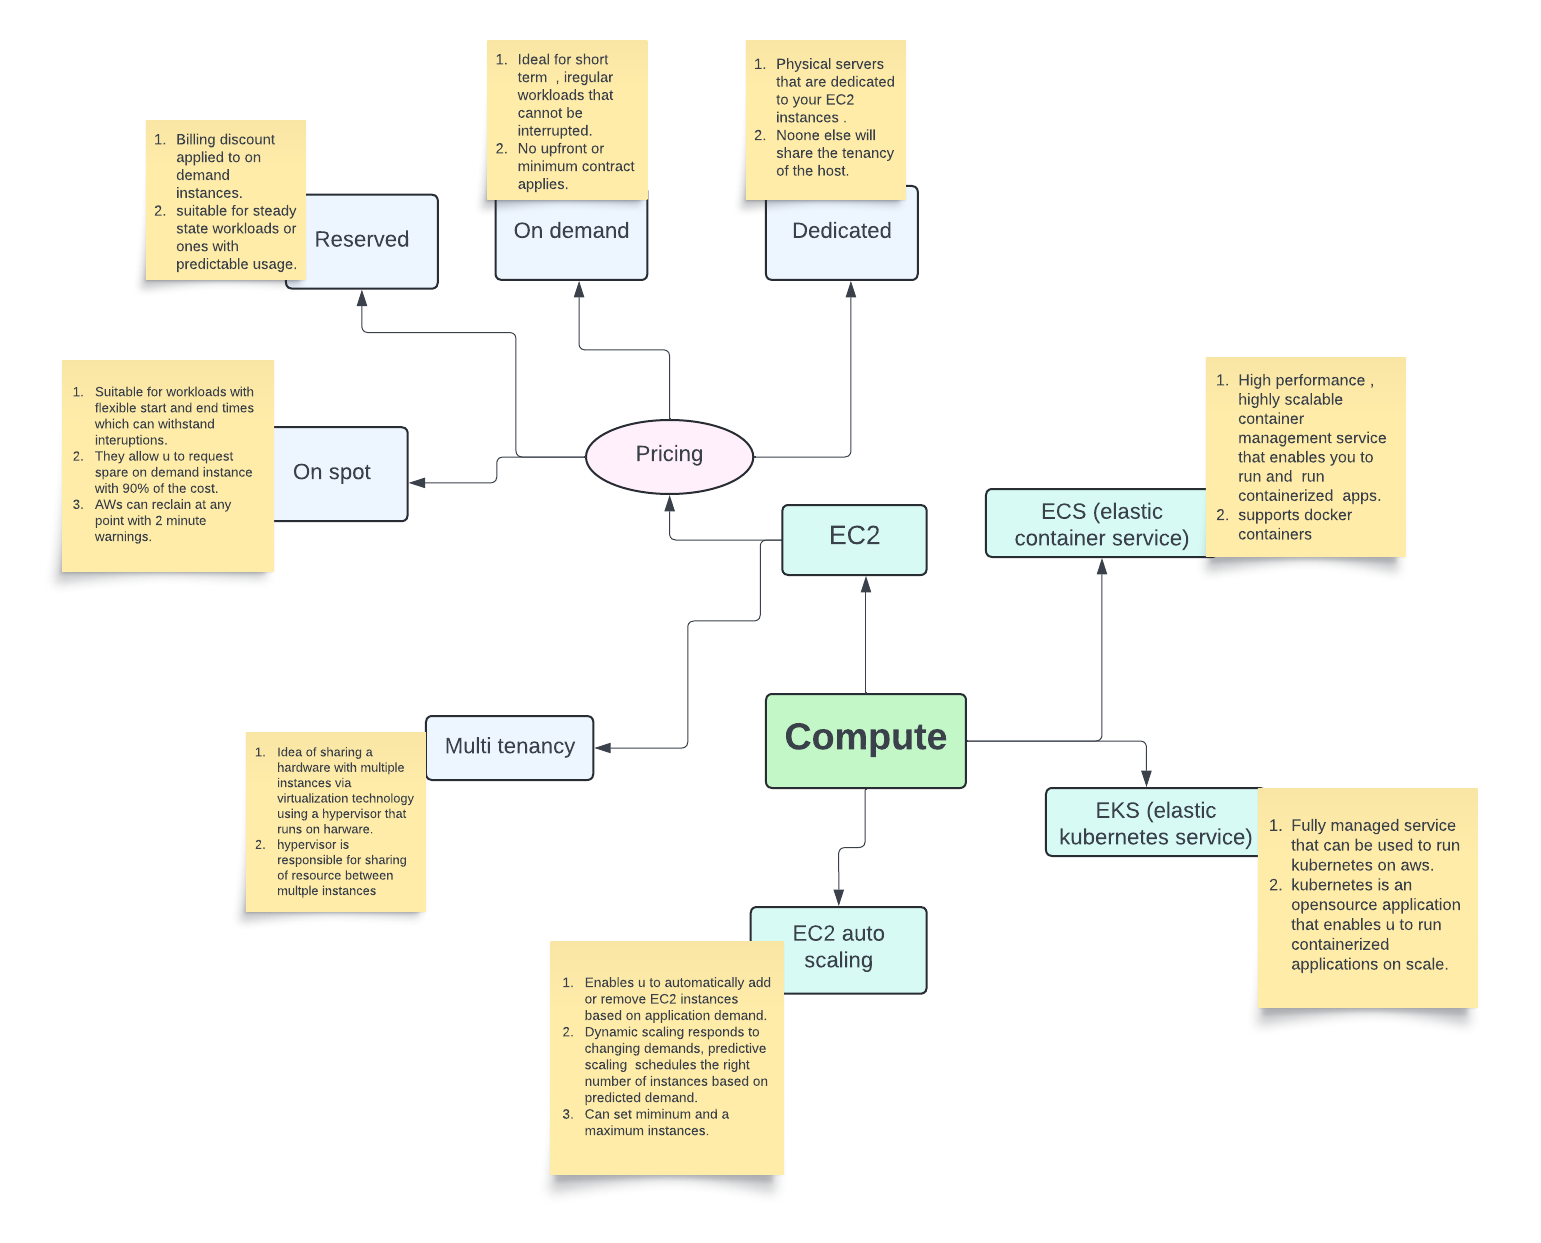 1. Ideal for short
term , iregular
workloads that
cannot be
interrupted.
2. No upfront or
minimum contract
applies.
On demand
1. Physical servers
that are dedicated
to your EC2
instances .
2. Noone else will
share the tenancy
of the host.
Dedicated
1. Billing discount
applied to on
demand
instances.
2. suitable for steady
state workloads or
ones with
predictable usage.
Reserved
1. Suitable for workloads with
flexible start and end times
which can withstand
interuptions.
2. They allow u to request
spare on demand instance
with 90% of the cost.
3. AWs can reclain at any
point with 2 minute
warnings.
On spot
Pricing
EC2
ECS (elastic
container service)
1. High performance ,
highly scalable
container
management service
that enables you to
run and run
containerized apps.
2. supports docker
containers
Multi tenancy
1. Idea of sharing a
hardware with multiple
instances via
virtualization technology
using a hypervisor that
runs on harware.
2. hypervisor is
responsible for sharing
of resource between
multple instances
Compute
EKS (elastic
kubernetes service)
1. Fully managed service
that can be used to run
kubernetes on aws.
2. kubernetes is an
opensource application
that enables u to run
containerized
applications on scale.
EC2 auto
scaling
1. Enables u to automatically add
or remove EC2 instances
based on application demand.
2. Dynamic scaling responds to
changing demands, predictive
scaling schedules the right
number of instances based on
predicted demand.
3. Can set miminum and a
maximum instances.